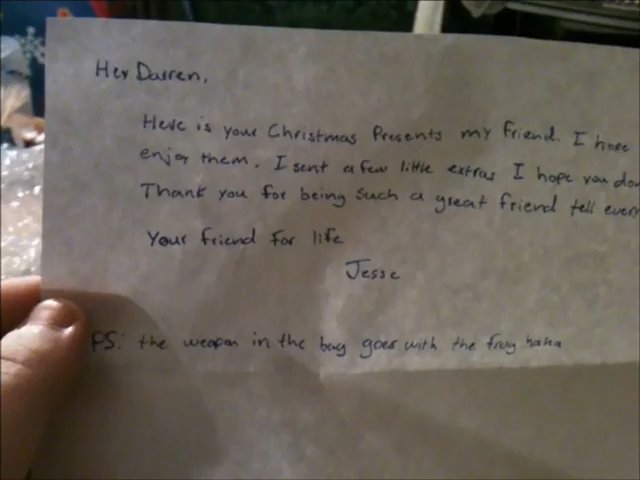 Hey Darren,
Here is your Christmas Presents my friend. I hope
enjoy them. I sent a few little extras I hope you don
Thank you for being such a great friend tell every
Your friend for life
Jesse
PS: the weapon in the bag goes with the frog haha